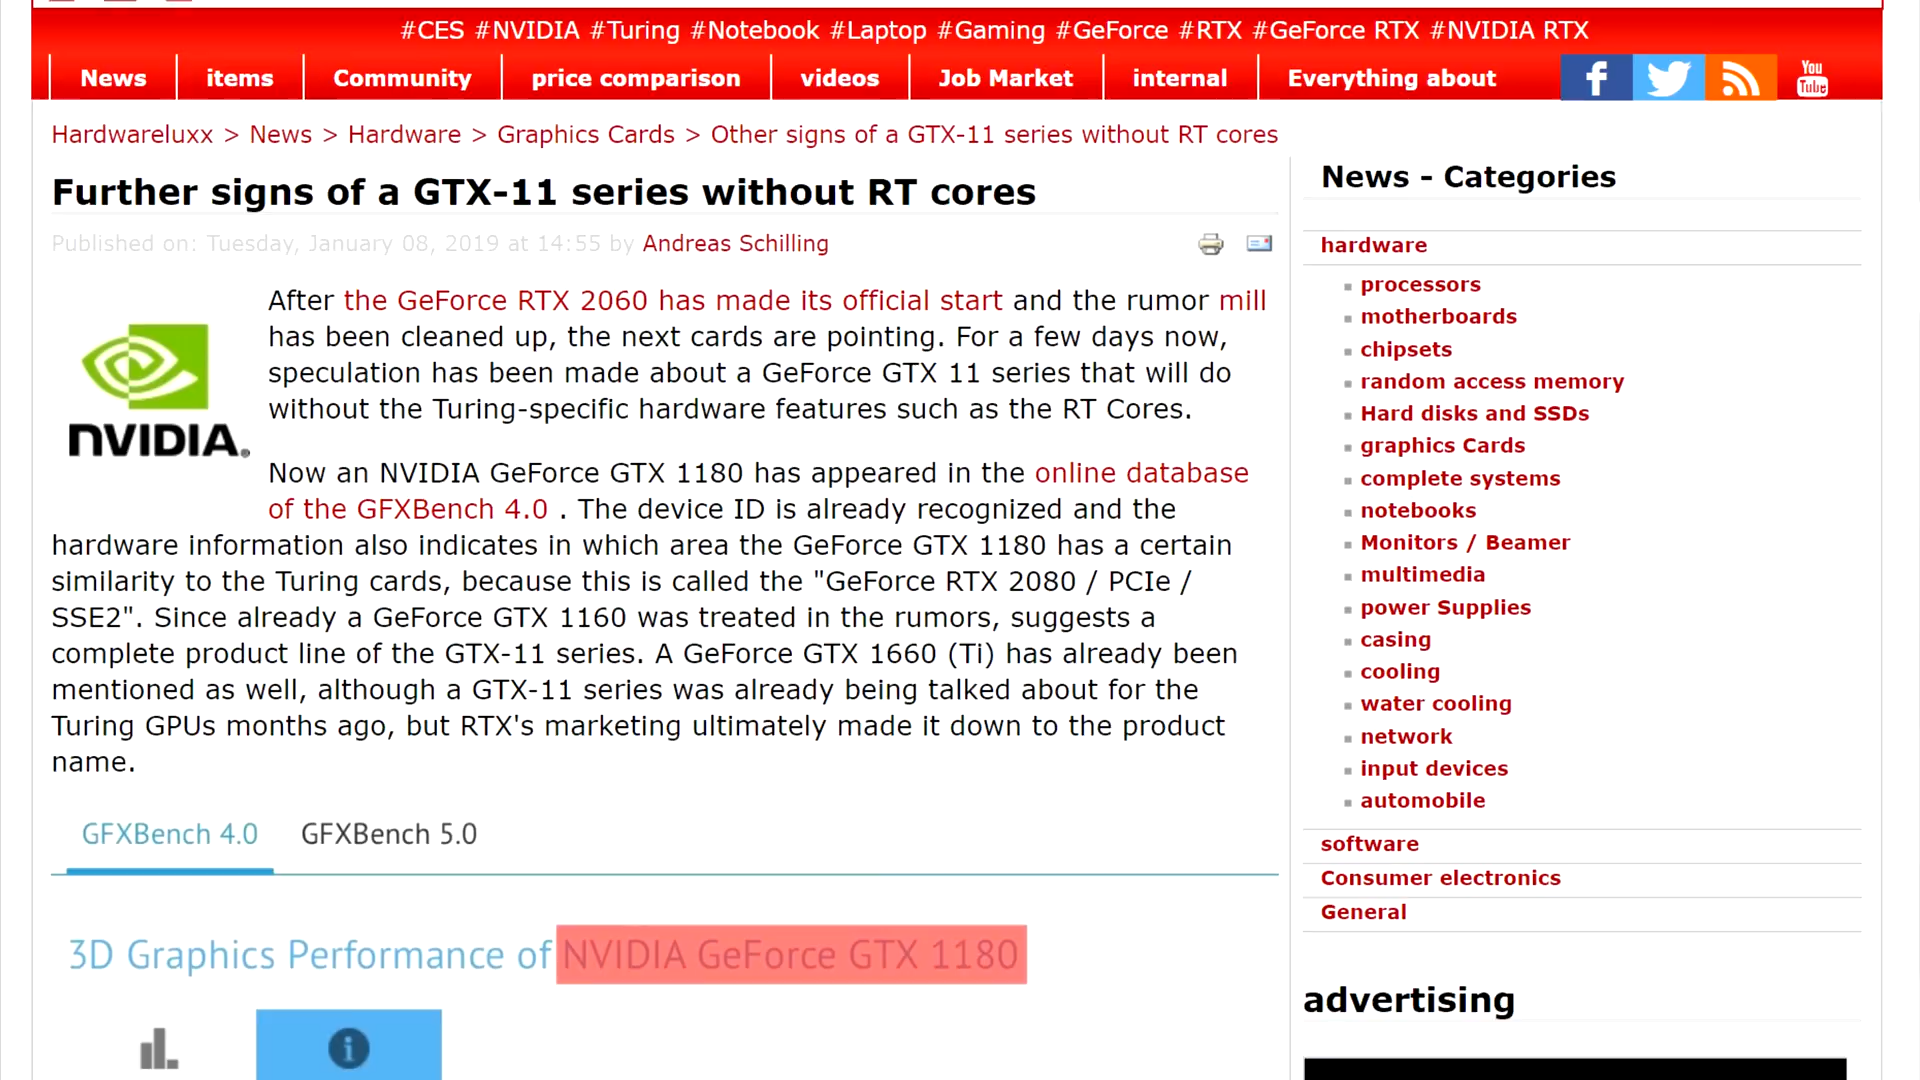 #CES #NVIDIA #Turing #Notebook #Laptop #Gaming #GeForce #RTX #GeForce RTX #NVIDIA RTX
News items Community price comparison videos Job Market internal Everything about
You
Tube
Hardwareluxx > News > Hardware > Graphics Cards > Other signs of a GTX-11 series without RT cores
Further signs of a GTX-11 series without RT cores
Published on: Tuesday, January 08, 2019 at 14:55 by Andreas Schilling
After the GeForce RTX 2060 has made its official start and the rumor mill
has been cleaned up, the next cards are pointing. For a few days now,
speculation has been made about a GeForce GTX 11 series that will do
without the Turing-specific hardware features such as the RT Cores.
NVIDIA.
Now an NVIDIA GeForce GTX 1180 has appeared in the online database
of the GFXBench 4.0 . The device ID is already recognized and the
hardware information also indicates in which area the GeForce GTX 1180 has a certain
similarity to the Turing cards, because this is called the "GeForce RTX 2080 / PCIe /
SSE2". Since already a GeForce GTX 1160 was treated in the rumors, suggests a
complete product line of the GTX-11 series. A GeForce GTX 1660 (Ti) has already been
mentioned as well, although a GTX-11 series was already being talked about for the
Turing GPUs months ago, but RTX's marketing ultimately made it down to the product
name.
GFXBench 4.0 GFXBench 5.0
3D Graphics Performance of NVIDIA GeForce GTX 1180
News - Categories
hardware
processors
motherboards
chipsets
random access memory
Hard disks and SSDs
graphics Cards
complete systems
notebooks
Monitors / Beamer
multimedia
power Supplies
casing
cooling
water cooling
network
input devices
automobile
software
Consumer electronics
General
advertising